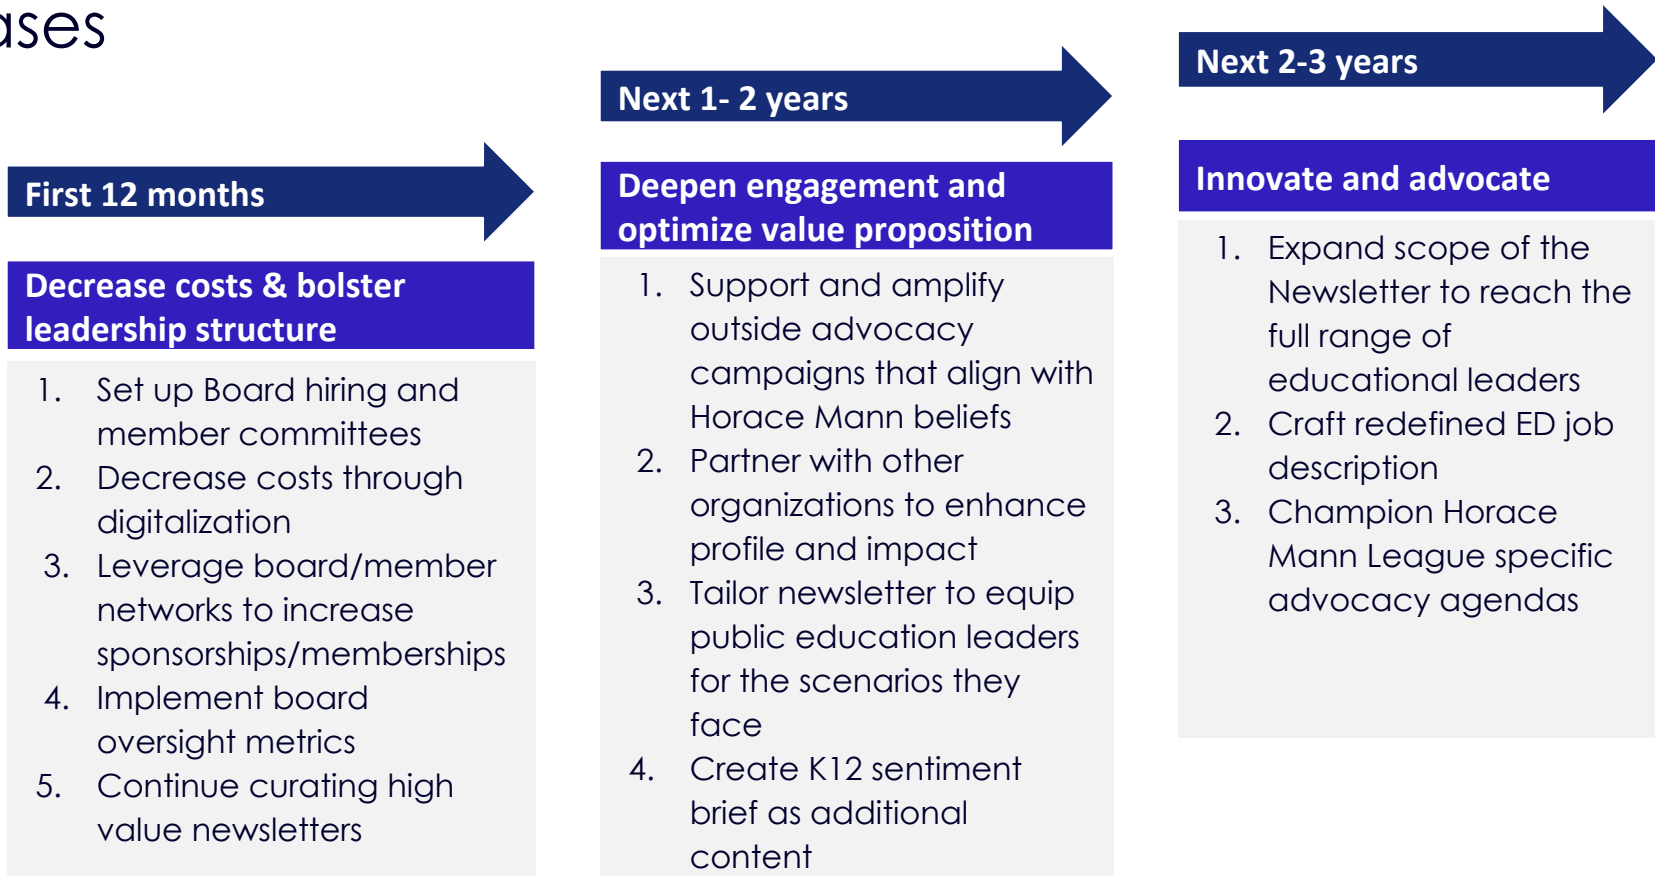 First 12 months
Decrease costs & bolster
leadership structure
1. Set up Board hiring and
member committees
2. Decrease costs through
digitalization
3. Leverage board/member
networks to increase
sponsorships/memberships
4. Implement board
oversight metrics
5. Continue curating high
value newsletters
Next 1- 2 years
Deepen engagement and
optimize value proposition
1. Support and amplify
outside advocacy
campaigns that align with
Horace Mann beliefs
2. Partner with other
organizations to enhance
profile and impact
3. Tailor newsletter to equip
public education leaders
for the scenarios they
face
4. Create K12 sentiment
brief as additional
content
Next 2-3 years
Innovate and advocate
1. Expand scope of the
Newsletter to reach the
full range of
educational leaders
2. Craft redefined ED job
description
3. Champion Horace
Mann League specific
advocacy agendas